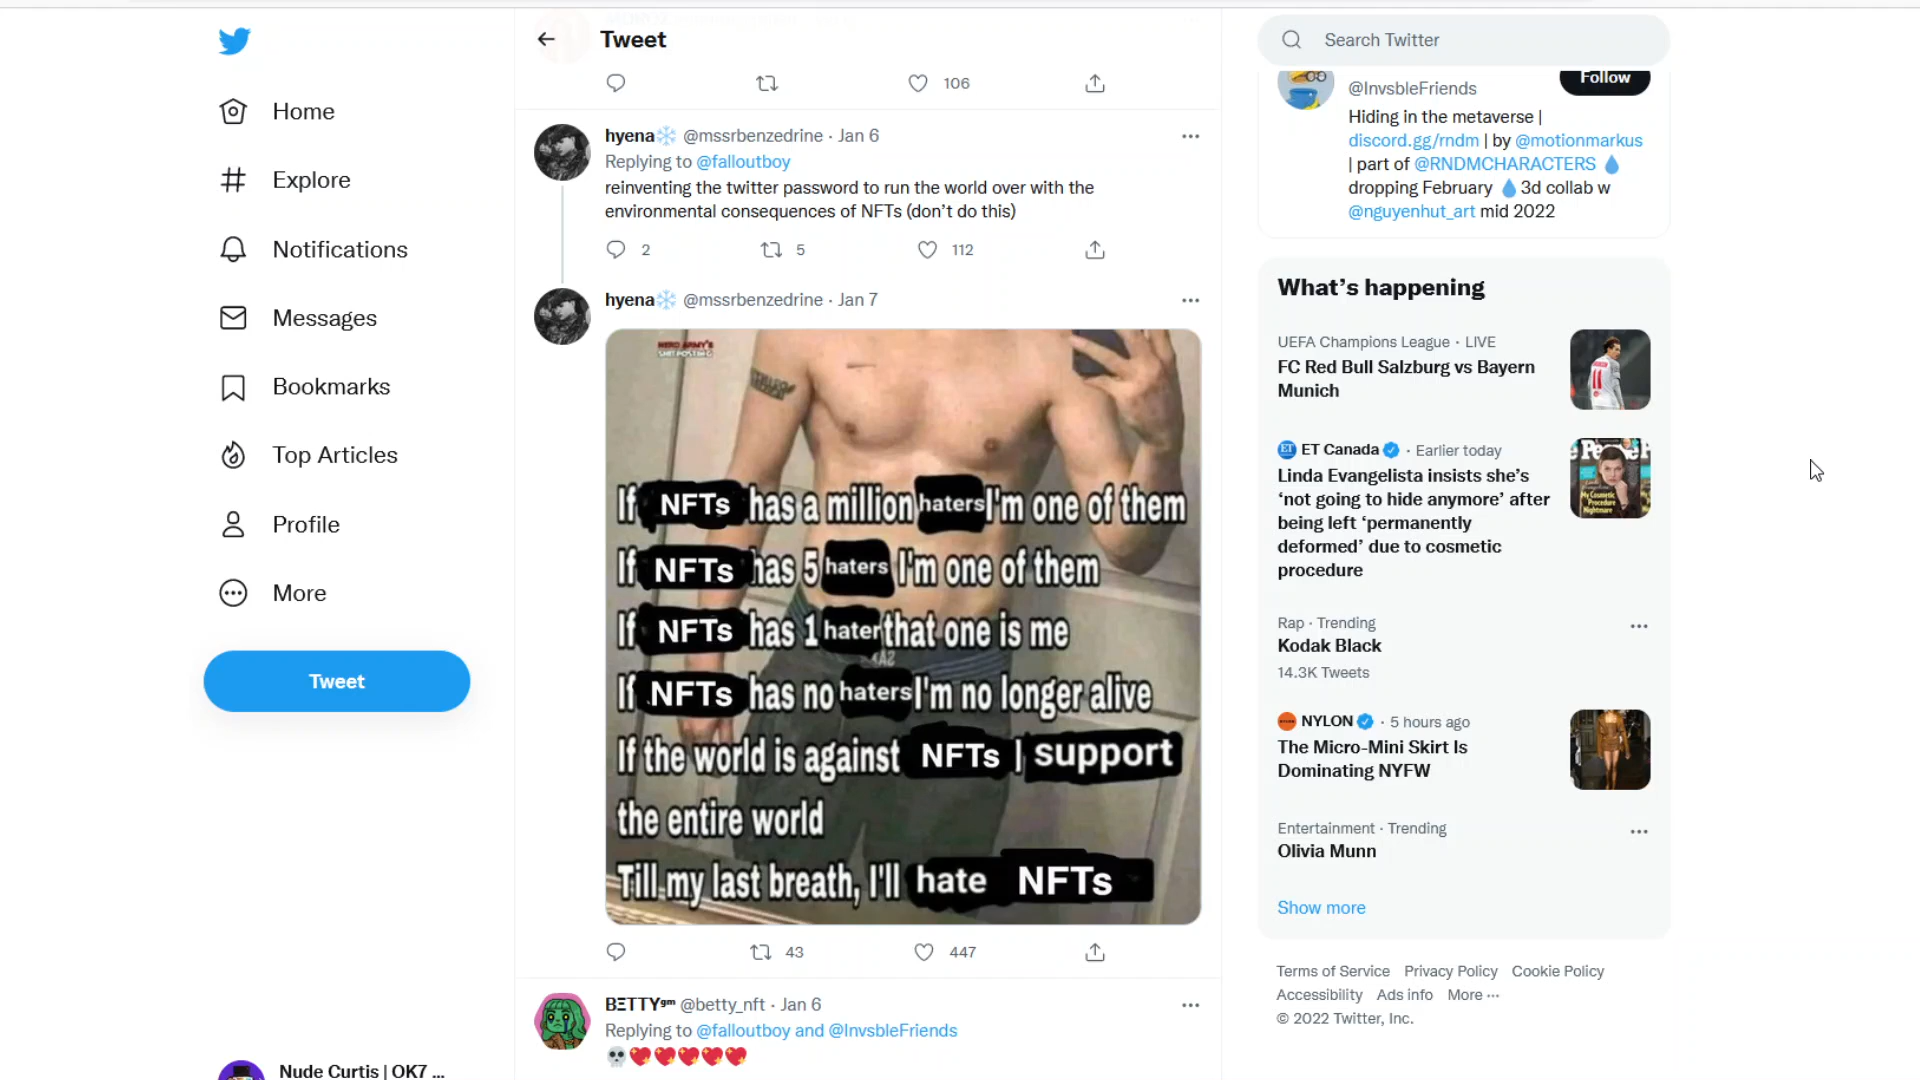 Tweet
Search Twitter
106
@InvsbleFriends
Follow
Hiding in the metaverse |
discord.gg/rndm | by @motionmarkus
| part of @RNDMCHARACTERS 💧
dropping February 💧3d collab w
@nguyenhut_art mid 2022
Home
Explore
Notifications
Messages
Bookmarks
Top Articles
Profile
More
Tweet
Nude Curtis | OK7 ...
hyena❄️ @mssrbenzedrine · Jan 6
Replying to @falloutboy
reinventing the twitter password to run the world over with the
environmental consequences of NFTs (don't do this)
2 5 112
hyena❄️ @mssrbenzedrine · Jan 7
NERD ARMY'S
SHITPOSTING
If NFTs has a million haters I'm one of them
If NFTs has 5 haters I'm one of them
If NFTs has 1 hater that one is me
If NFTs has no haters I'm no longer alive
If the world is against NFTs I support
the entire world
Till my last breath, I'll hate NFTs
43 447
BΞTTYᵍᵐ @betty_nft · Jan 6
Replying to @falloutboy and @InvsbleFriends
💀💖💖💖💖💖
What's happening
UEFA Champions League · LIVE
FC Red Bull Salzburg vs Bayern
Munich
ET Canada · Earlier today
Linda Evangelista insists she's
'not going to hide anymore' after
being left 'permanently
deformed' due to cosmetic
procedure
Rap · Trending
Kodak Black
14.3K Tweets
NYLON · 5 hours ago
The Micro-Mini Skirt Is
Dominating NYFW
Entertainment · Trending
Olivia Munn
Show more
Terms of Service Privacy Policy Cookie Policy
Accessibility Ads info More ···
© 2022 Twitter, Inc.